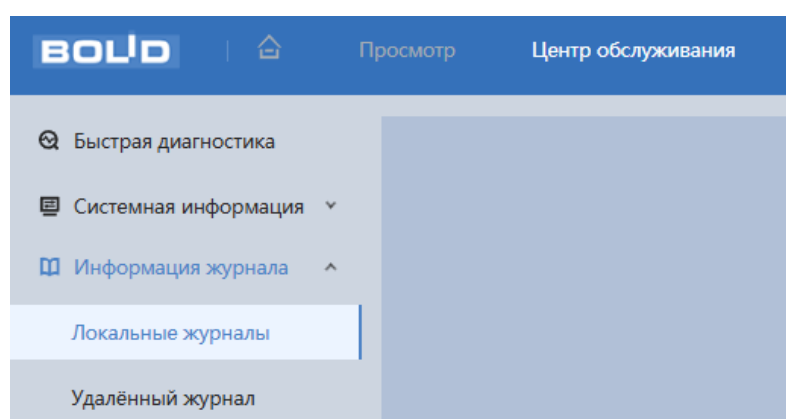 BOLID Просмотр Центр обслуживания
Быстрая диагностика
Системная информация
Информация журнала
Локальные журналы
Удалённый журнал